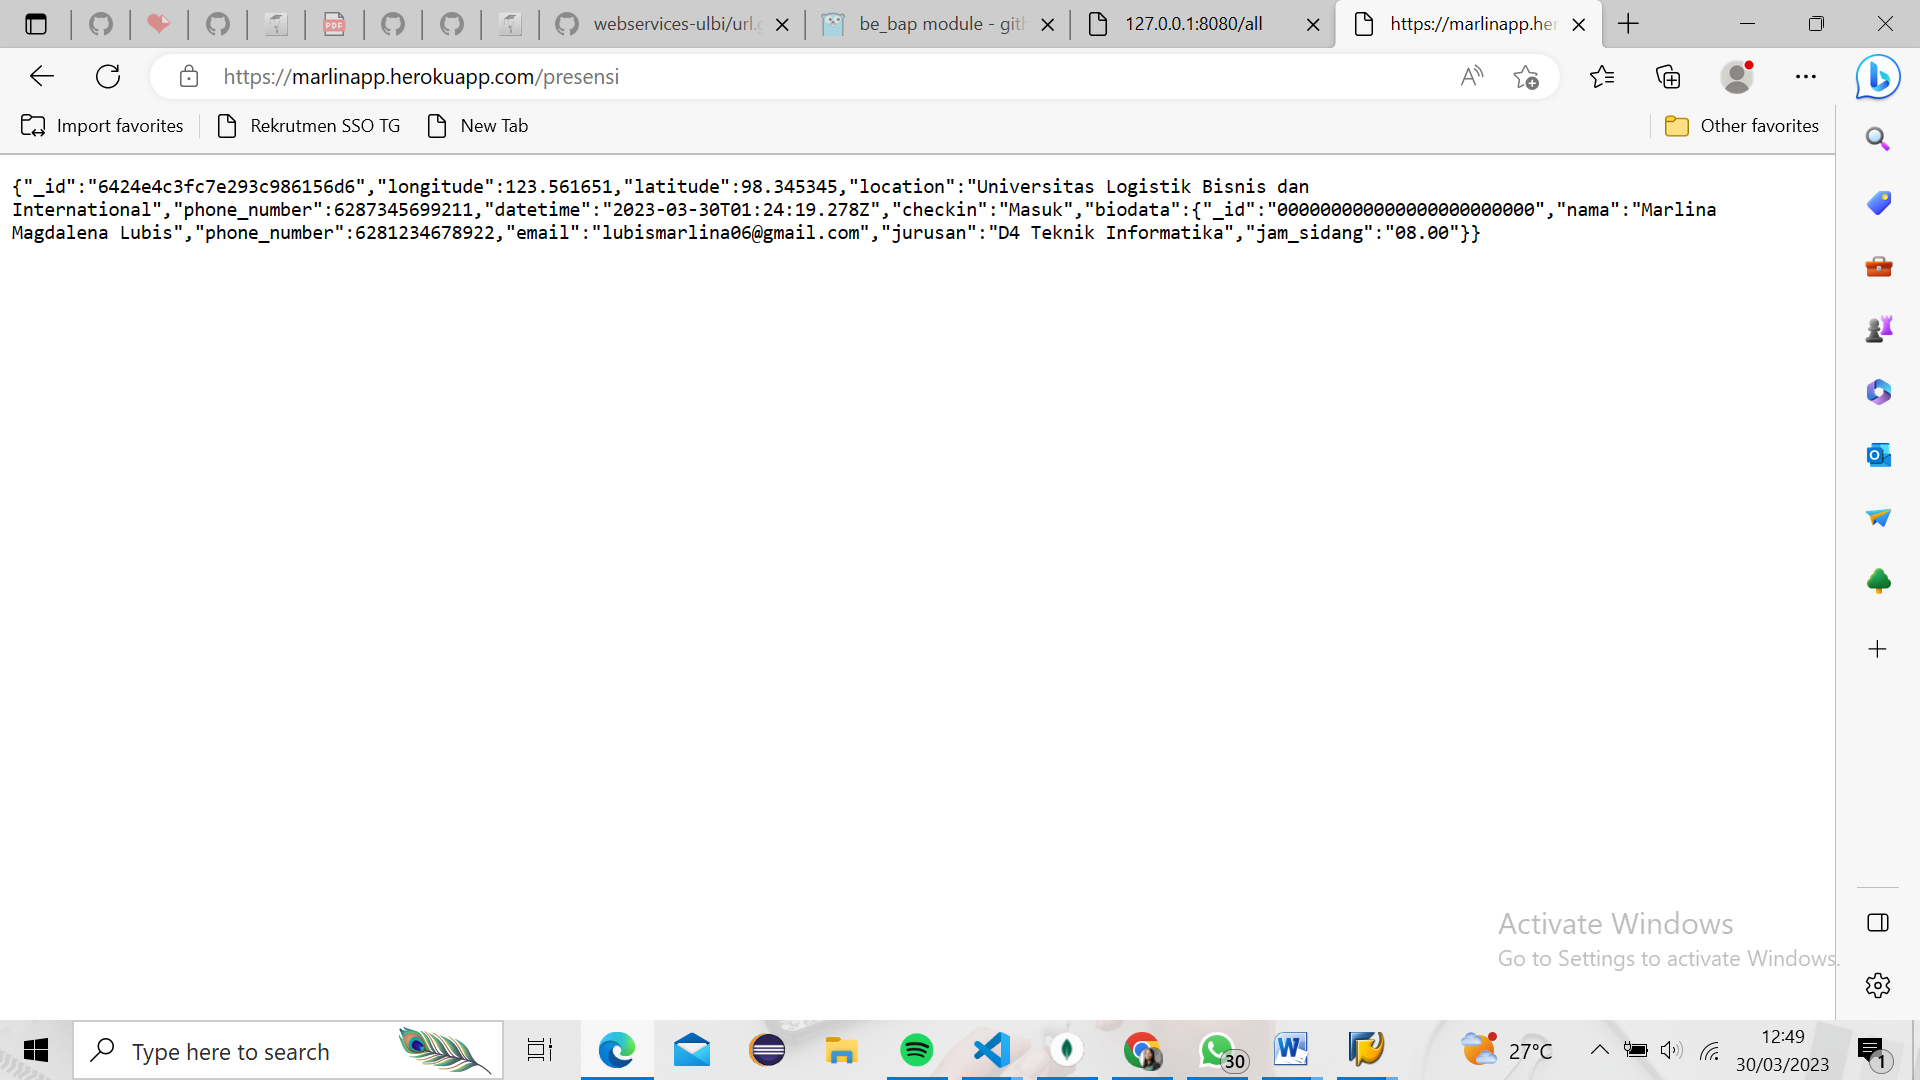 webservices-ulbi/url.g
be_bap module - gith
127.0.0.1:8080/all
https://marlinapp.her
https://marlinapp.herokuapp.com/presensi
Import favorites
Rekrutmen SSO TG
New Tab
Other favorites
{"_id":"6424e4c3fc7e293c986156d6","longitude":123.561651,"latitude":98.345345,"location":"Universitas Logistik Bisnis dan
International","phone_number":6287345699211,"datetime":"2023-03-30T01:24:19.278Z","checkin":"Masuk","biodata":{"_id":"000000000000000000000000","nama":"Marlina
Magdalena Lubis","phone_number":6281234678922,"email":"lubismarlina06@gmail.com","jurusan":"D4 Teknik Informatika","jam_sidang":"08.00"}}
Activate Windows
Go to Settings to activate Windows.
Type here to search
30
27°C
12:49
30/03/2023
1